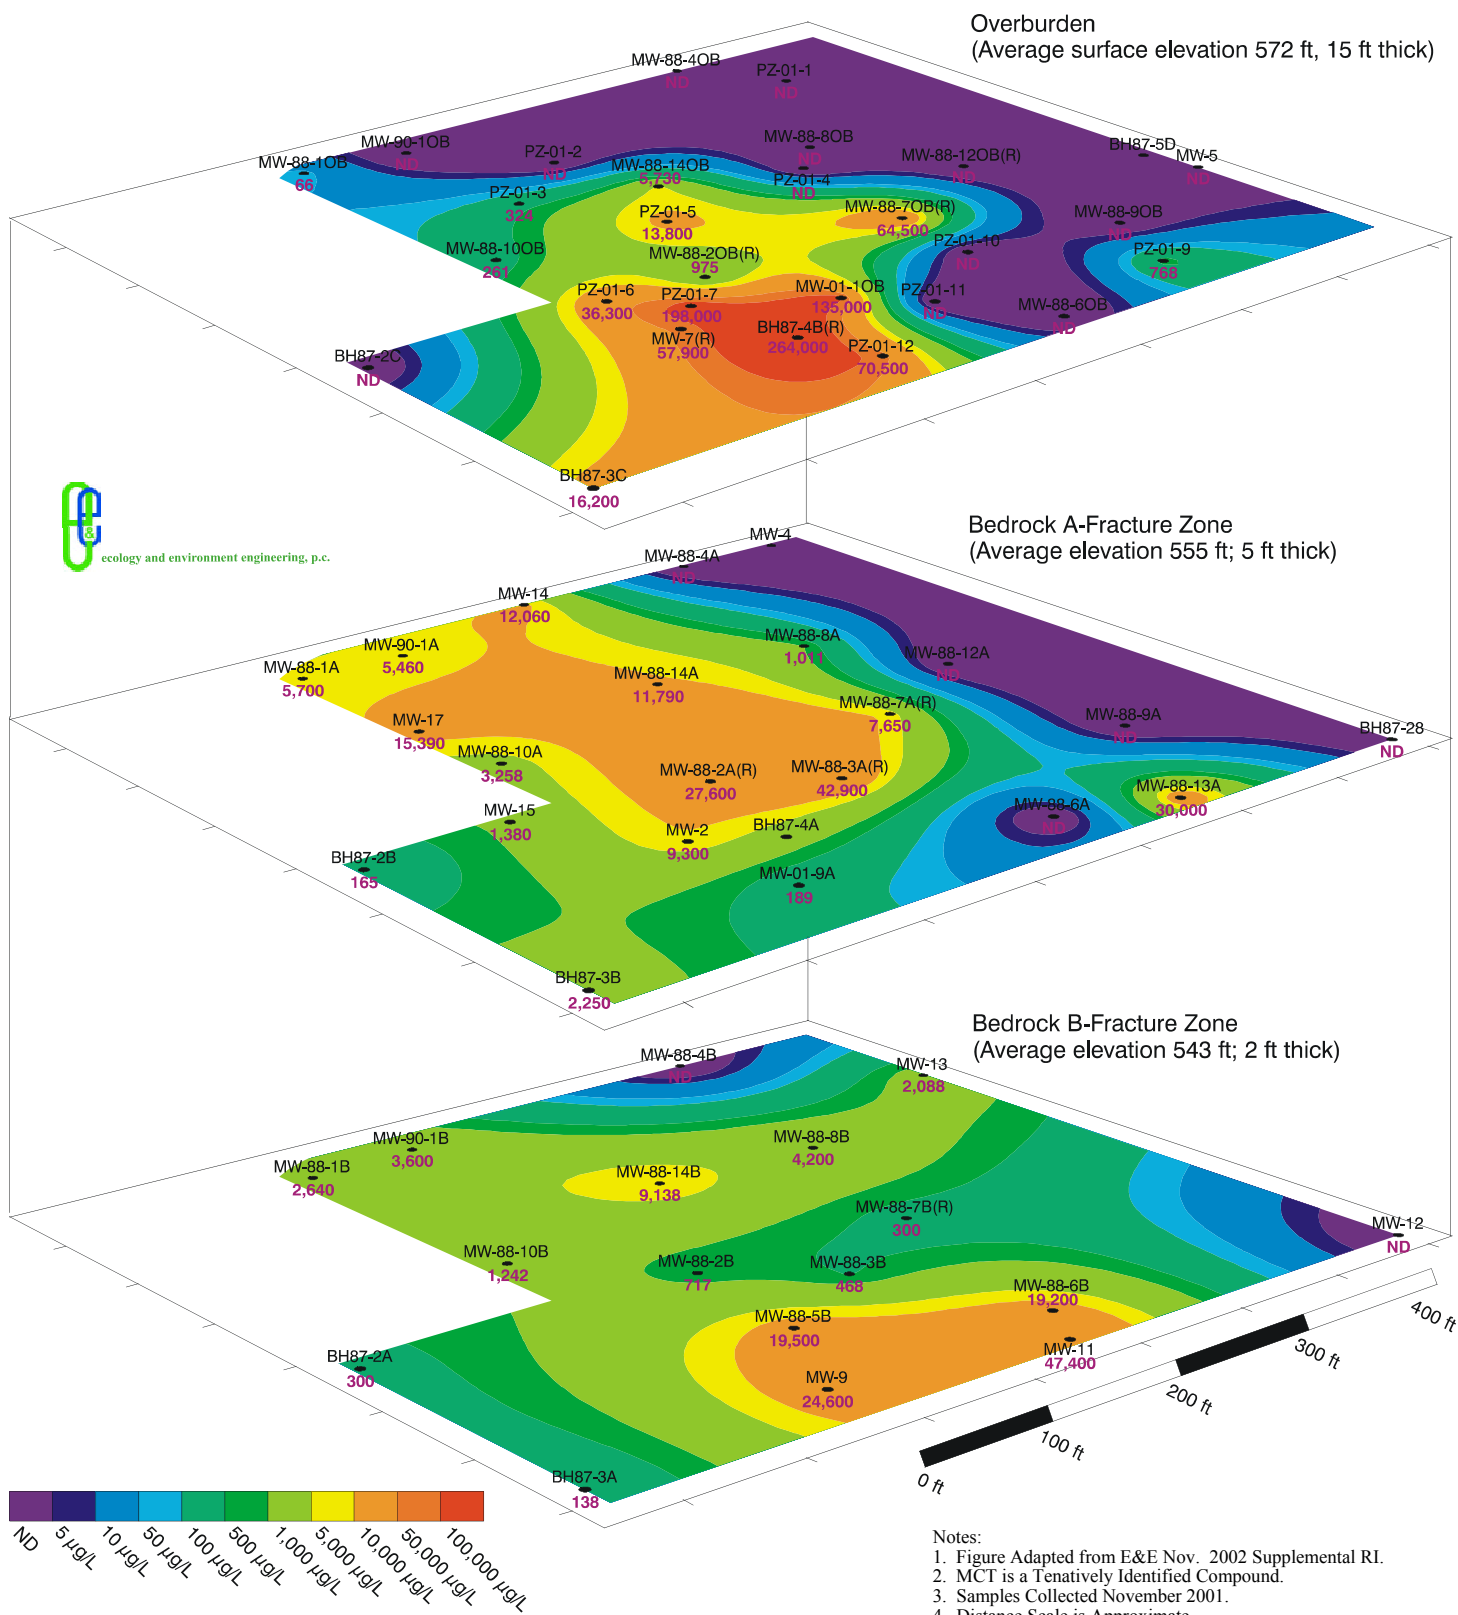 Overburden
(Average surface elevation 572 ft, 15 ft thick)
MW-88-4OB
ND
PZ-01-1
ND
MW-90-1OB
ND
MW-88-1OB
66
PZ-01-2
ND
MW-88-8OB
ND
PZ-01-4
ND
MW-88-12OB(R)
ND
BH87-5D
MW-5
ND
MW-88-14OB
5,730
PZ-01-3
324
PZ-01-5
13,800
MW-88-7OB(R)
64,500
MW-88-9OB
ND
MW-88-10OB
261
MW-88-2OB(R)
975
PZ-01-10
ND
PZ-01-9
768
PZ-01-6
36,300
PZ-01-7
198,000
MW-01-1OB
135,000
PZ-01-11
ND
MW-88-6OB
ND
MW-7(R)
57,900
BH87-4B(R)
264,000
PZ-01-12
70,500
BH87-2C
ND
BH87-3C
16,200
ecology and environment engineering, p.c.
Bedrock A-Fracture Zone
(Average elevation 555 ft; 5 ft thick)
MW-4
MW-88-4A
ND
MW-14
12,060
MW-90-1A
5,460
MW-88-1A
5,700
MW-88-8A
1,011
MW-88-12A
ND
MW-88-14A
11,790
MW-88-7A(R)
7,650
MW-88-9A
ND
BH87-28
ND
MW-17
15,390
MW-88-10A
3,258
MW-88-2A(R)
27,600
MW-88-3A(R)
42,900
MW-88-13A
30,000
MW-88-6A
ND
MW-15
1,380
MW-2
9,300
BH87-4A
BH87-2B
165
MW-01-9A
189
BH87-3B
2,250
Bedrock B-Fracture Zone
(Average elevation 543 ft; 2 ft thick)
MW-88-4B
ND
MW-13
2,088
MW-90-1B
3,600
MW-88-8B
4,200
MW-88-1B
2,640
MW-88-14B
9,138
MW-88-7B(R)
300
MW-12
ND
MW-88-10B
1,242
MW-88-2B
717
MW-88-3B
468
MW-88-6B
19,200
MW-88-5B
19,500
MW-11
47,400
BH87-2A
300
MW-9
24,600
BH87-3A
138
0 ft
100 ft
200 ft
300 ft
400 ft
ND
5 µg/L
10 µg/L
50 µg/L
100 µg/L
500 µg/L
1,000 µg/L
5,000 µg/L
10,000 µg/L
50,000 µg/L
100,000 µg/L
Notes:
1. Figure Adapted from E&E Nov. 2002 Supplemental RI.
2. MCT is a Tenatively Identified Compound.
3. Samples Collected November 2001.
4. Distance Scale is Approximate